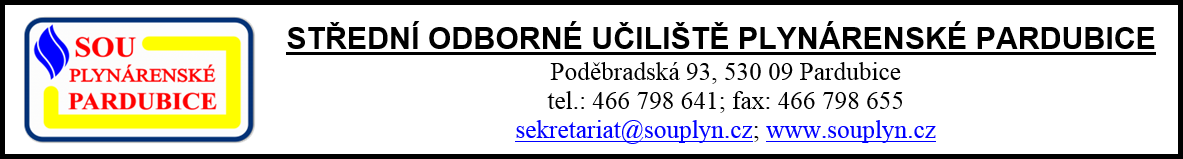 SOU
PLYNÁRENSKÉ
PARDUBICE
STŘEDNÍ ODBORNÉ UČILIŠTĚ PLYNÁRENSKÉ PARDUBICE
Poděbradská 93, 530 09 Pardubice
tel.: 466 798 641; fax: 466 798 655
sekretariat@souplyn.cz; www.souplyn.cz